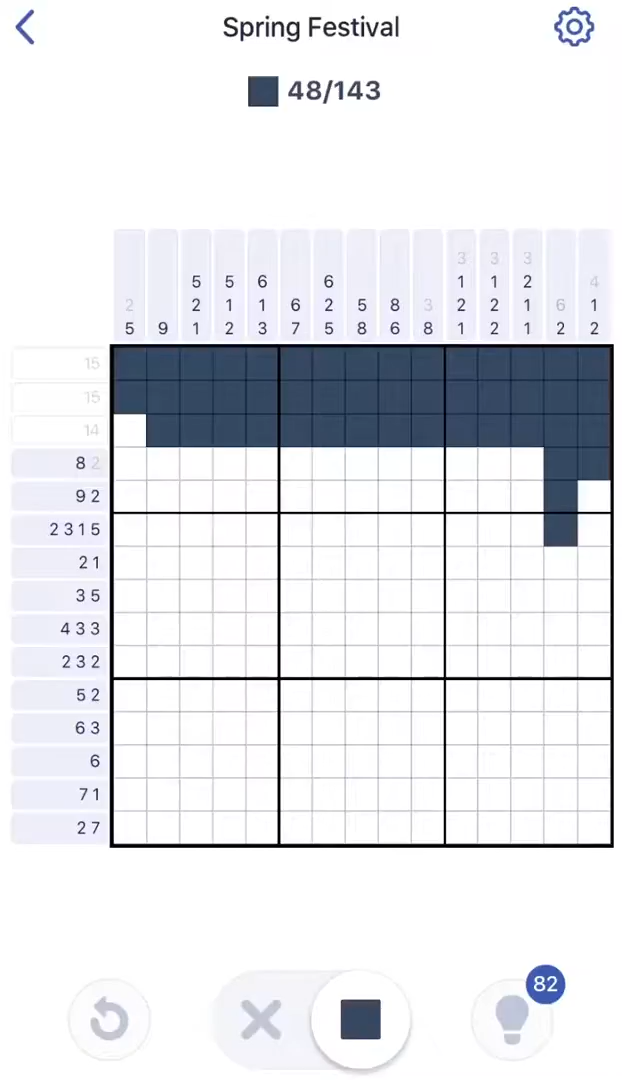 Spring Festival
48/143
5 5 6 6 3 3 3
2 1 1 6 2 5 8 3 1 1 2 6 4
2 5 9 2 1 1 2 3 6 7 5 8 6 8 2 1 2 2 1 1 2 1 2
15
15
14
8 2
9 2
2 3 1 5
2 1
3 5
4 3 3
2 3 2
5 2
6 3
6
7 1
2 7
82